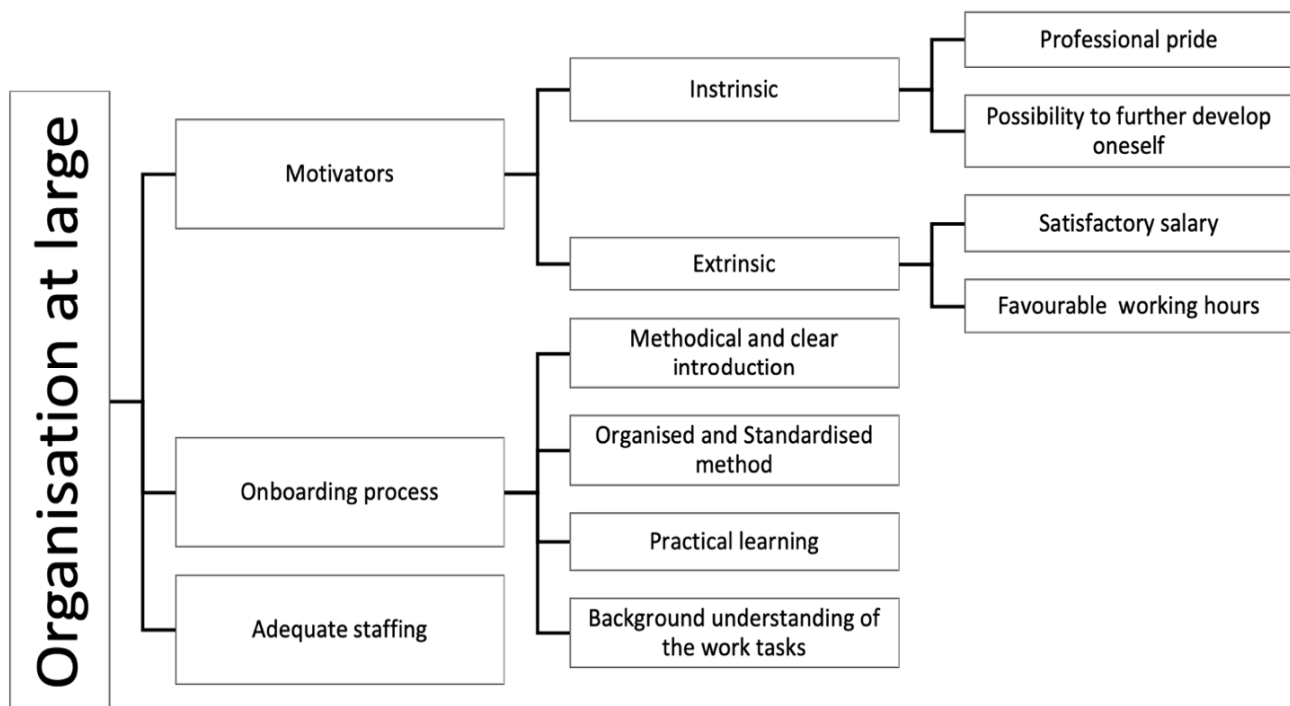 Organisation at large
Motivators
Instrinsic
Professional pride
Possibility to further develop
oneself
Extrinsic
Satisfactory salary
Favourable  working hours
Onboarding process
Methodical and clear
introduction
Organised and Standardised
method
Practical learning
Background understanding of
the work tasks
Adequate staffing